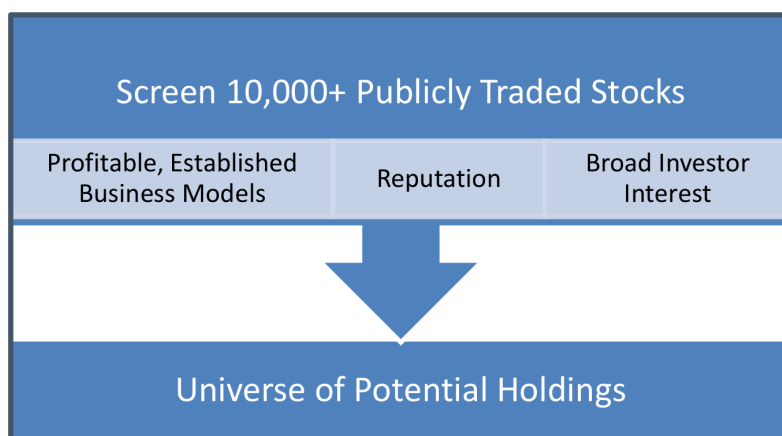 Screen 10,000+ Publicly Traded Stocks
Profitable, Established
Business Models
Reputation
Broad Investor
Interest
Universe of Potential Holdings